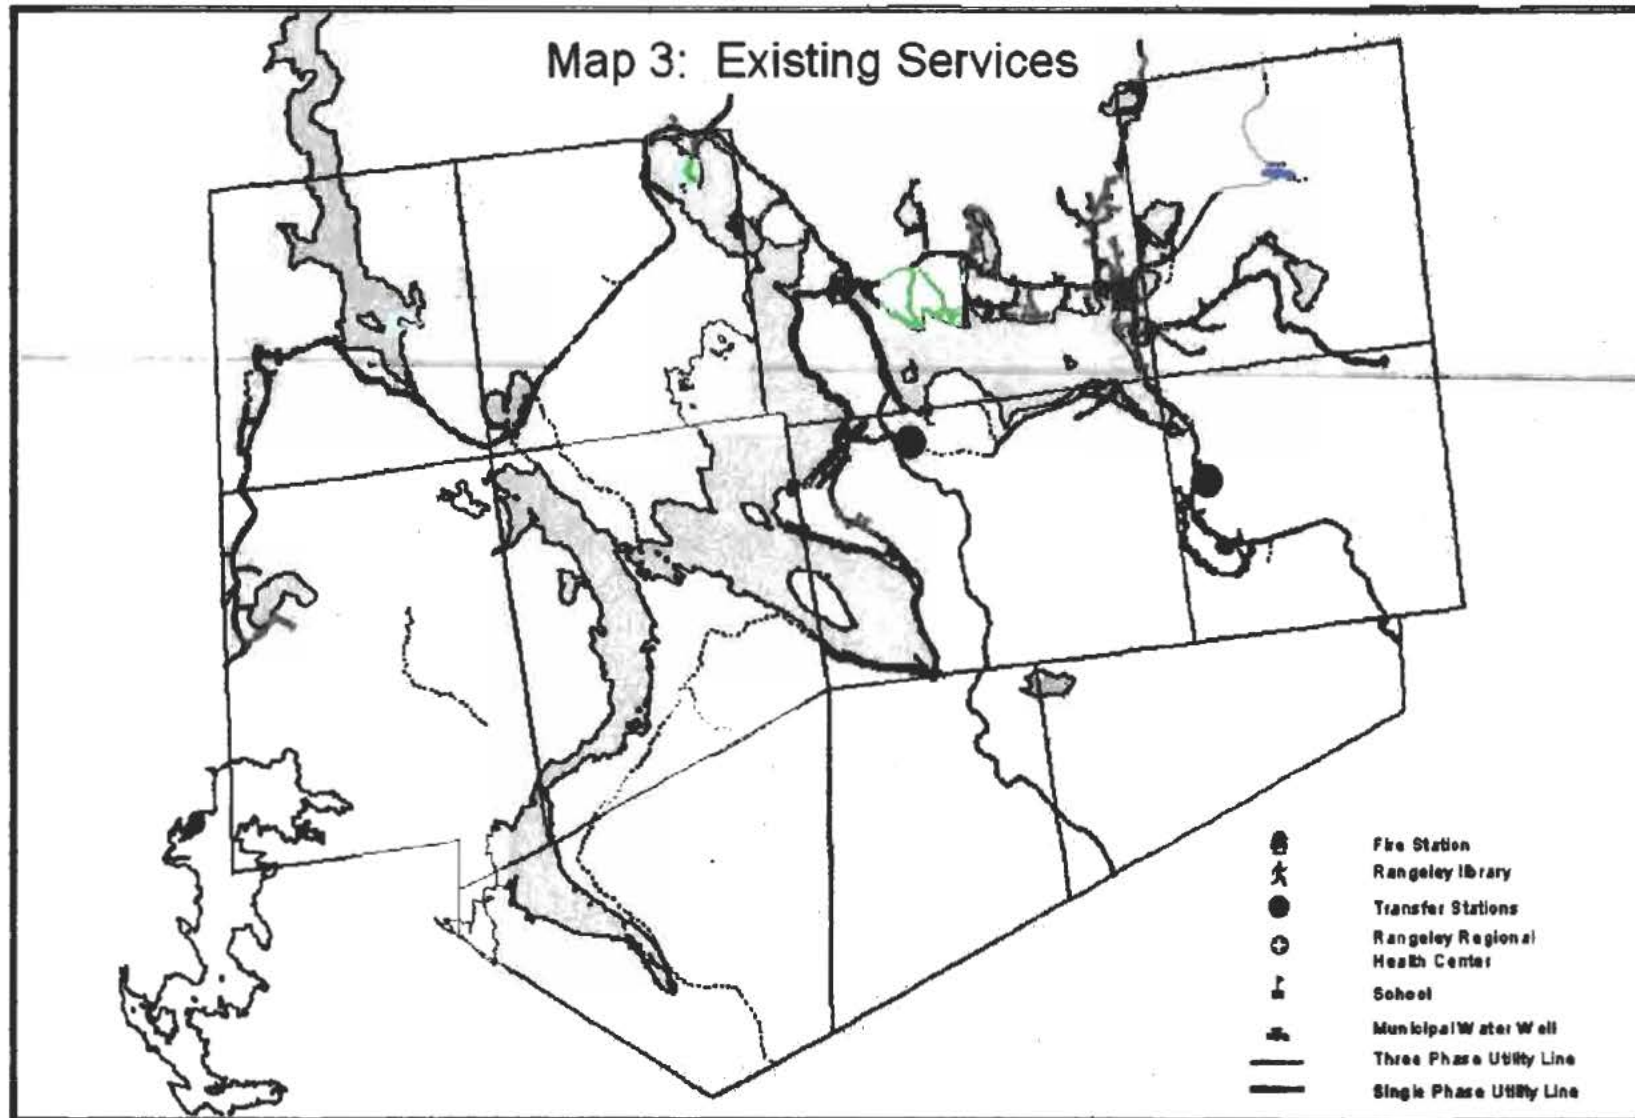 Map 3: Existing Services
Fire Station
Rangeley library
Transfer Stations
Rangeley Regional
Health Center
School
Municipal Water Well
Three Phase Utility Line
Single Phase Utility Line